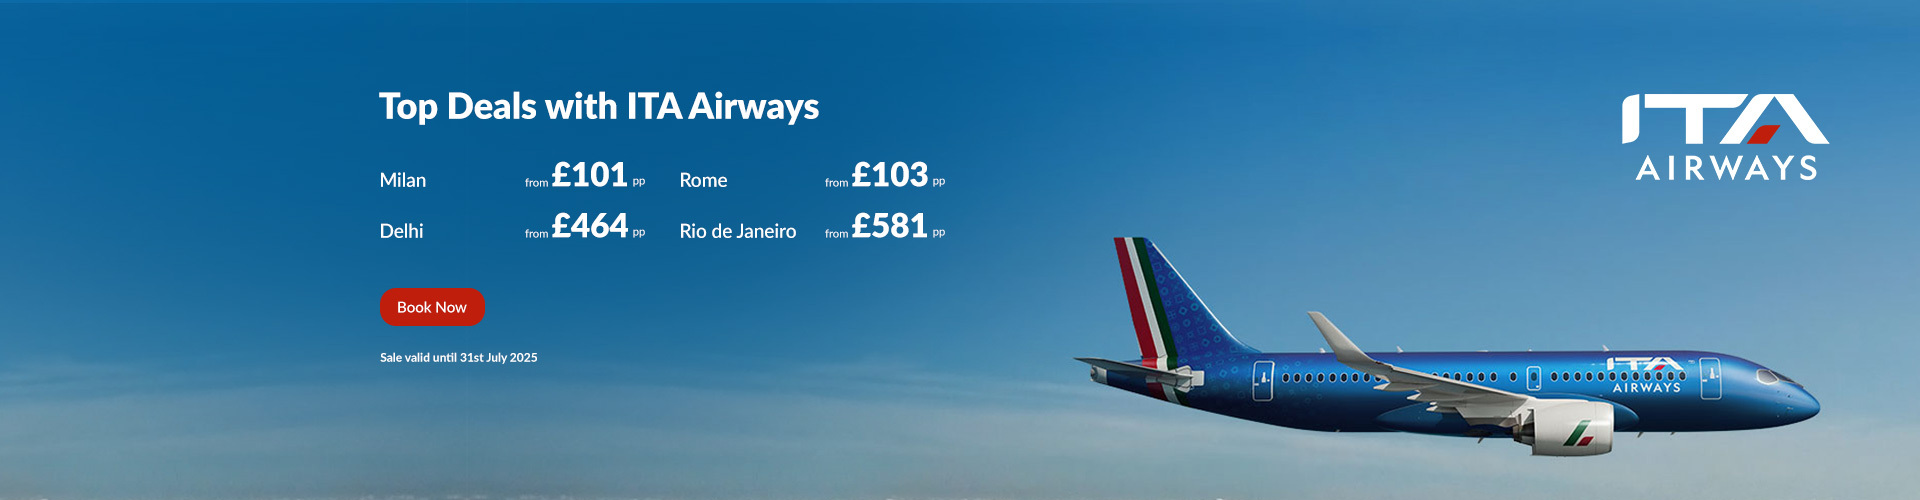 Top Deals with ITA Airways
Milan from £101 pp Rome from £103 pp
Delhi from £464 pp Rio de Janeiro from £581 pp
Book Now
Sale valid until 31st July 2025
ITA
AIRWAYS
ITA
AIRWAYS